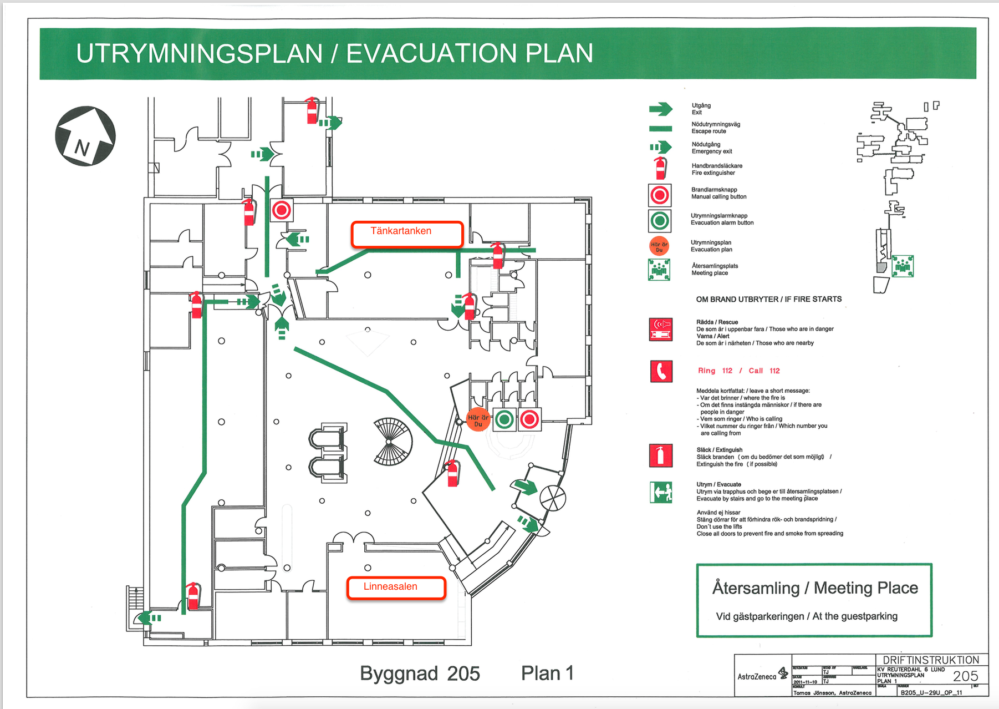 UTRYMNINGSPLAN / EVACUATION PLAN
N
Tänkartanken
Här är
Du
Linneasalen
Byggnad 205 Plan 1
Utgång
Exit
Nödutrymningsväg
Escape route
Nödutgång
Emergency exit
Handbrandsläckare
Fire extinguisher
Brandlarmsknapp
Manual calling button
Utrymningslarmknapp
Evacuation alarm button
Här är
Du
Utrymningsplan
Evacuation plan
Återsamlingsplats
Meeting place
OM BRAND UTBRYTER / IF FIRE STARTS
Rädda / Rescue
De som är i uppenbar fara / Those who are in danger
Varna / Alert
De som är i närheten / Those who are nearby
Ring 112 / Call 112
Meddela kortfattat: / leave a short message:
- Var det brinner / where the fire is
- Om det finns instängda människor / if there are
people in danger
- Vem som ringer / Who is calling
- Vilket nummer du ringer från / Which number you
are calling from
Släck / Extinguish
Släck branden ( om du bedömer det som möjligt) /
Extinguish the fire ( if possible)
Utrym / Evacuate
Utrym via trapphus och bege er till återsamlingsplatsen /
Evacuate by stairs and go to the meeting place
Använd ej hissar
Stäng dörrar för att förhindra rök- och brandspridning /
Don´t use the lifts
Close all doors to prevent fire and smoke from spreading
Återsamling / Meeting Place
Vid gästparkeringen / At the guestparking
AstraZeneca
TJ
2011-11-10
TJ
KONSULT
Tomas Jönsson, AstraZeneca
DRIFTINSTRUKTION
KV REUTERDAHL 6 LUND
UTRYMNINGSPLAN
PLAN 1
205
SKALA
B205_U-29U_OP_11